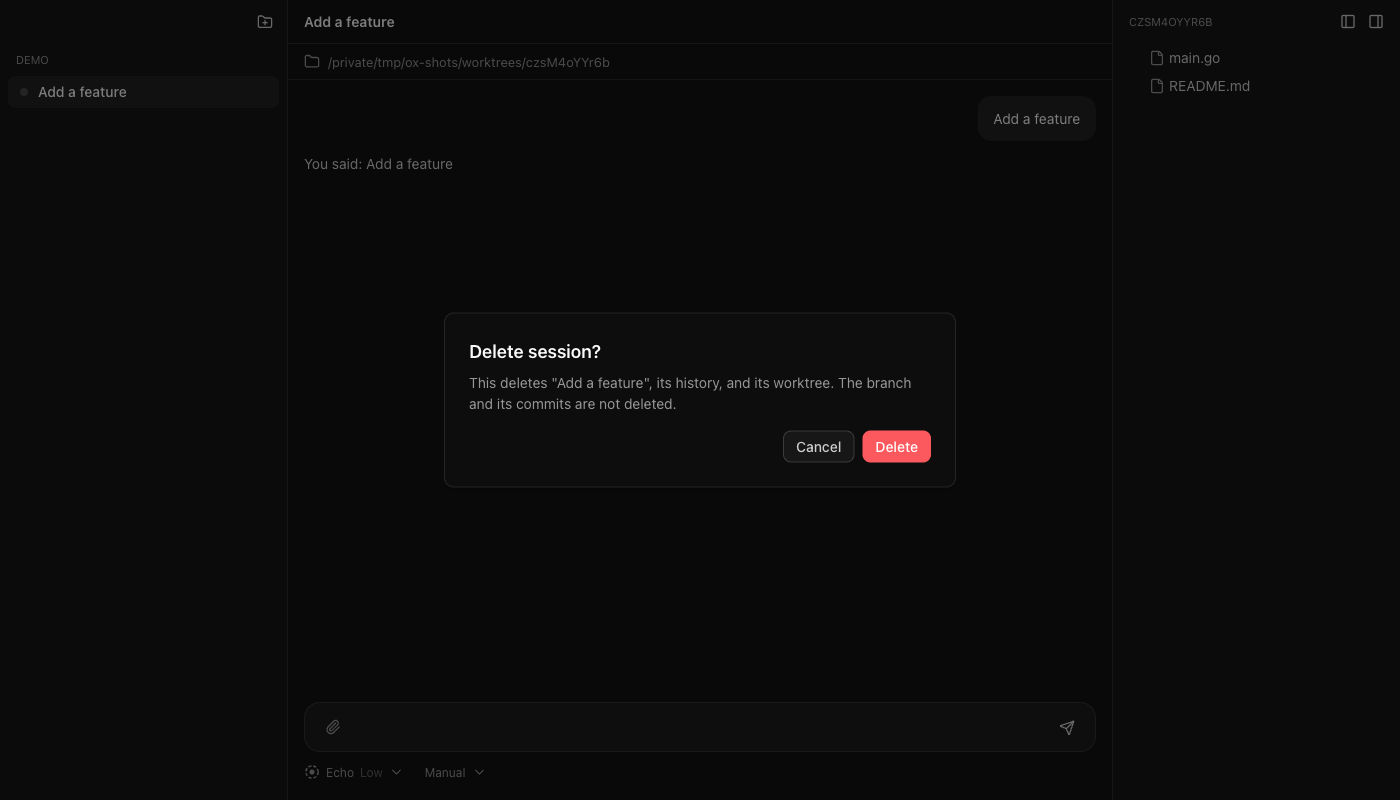 DEMO
Add a feature
Add a feature
/private/tmp/ox-shots/worktrees/czsM4oYYr6b
Add a feature
You said: Add a feature
Delete session?
This deletes "Add a feature", its history, and its worktree. The branch
and its commits are not deleted.
Cancel
Delete
Echo Low
Manual
CZSM4OYYR6B
main.go
README.md